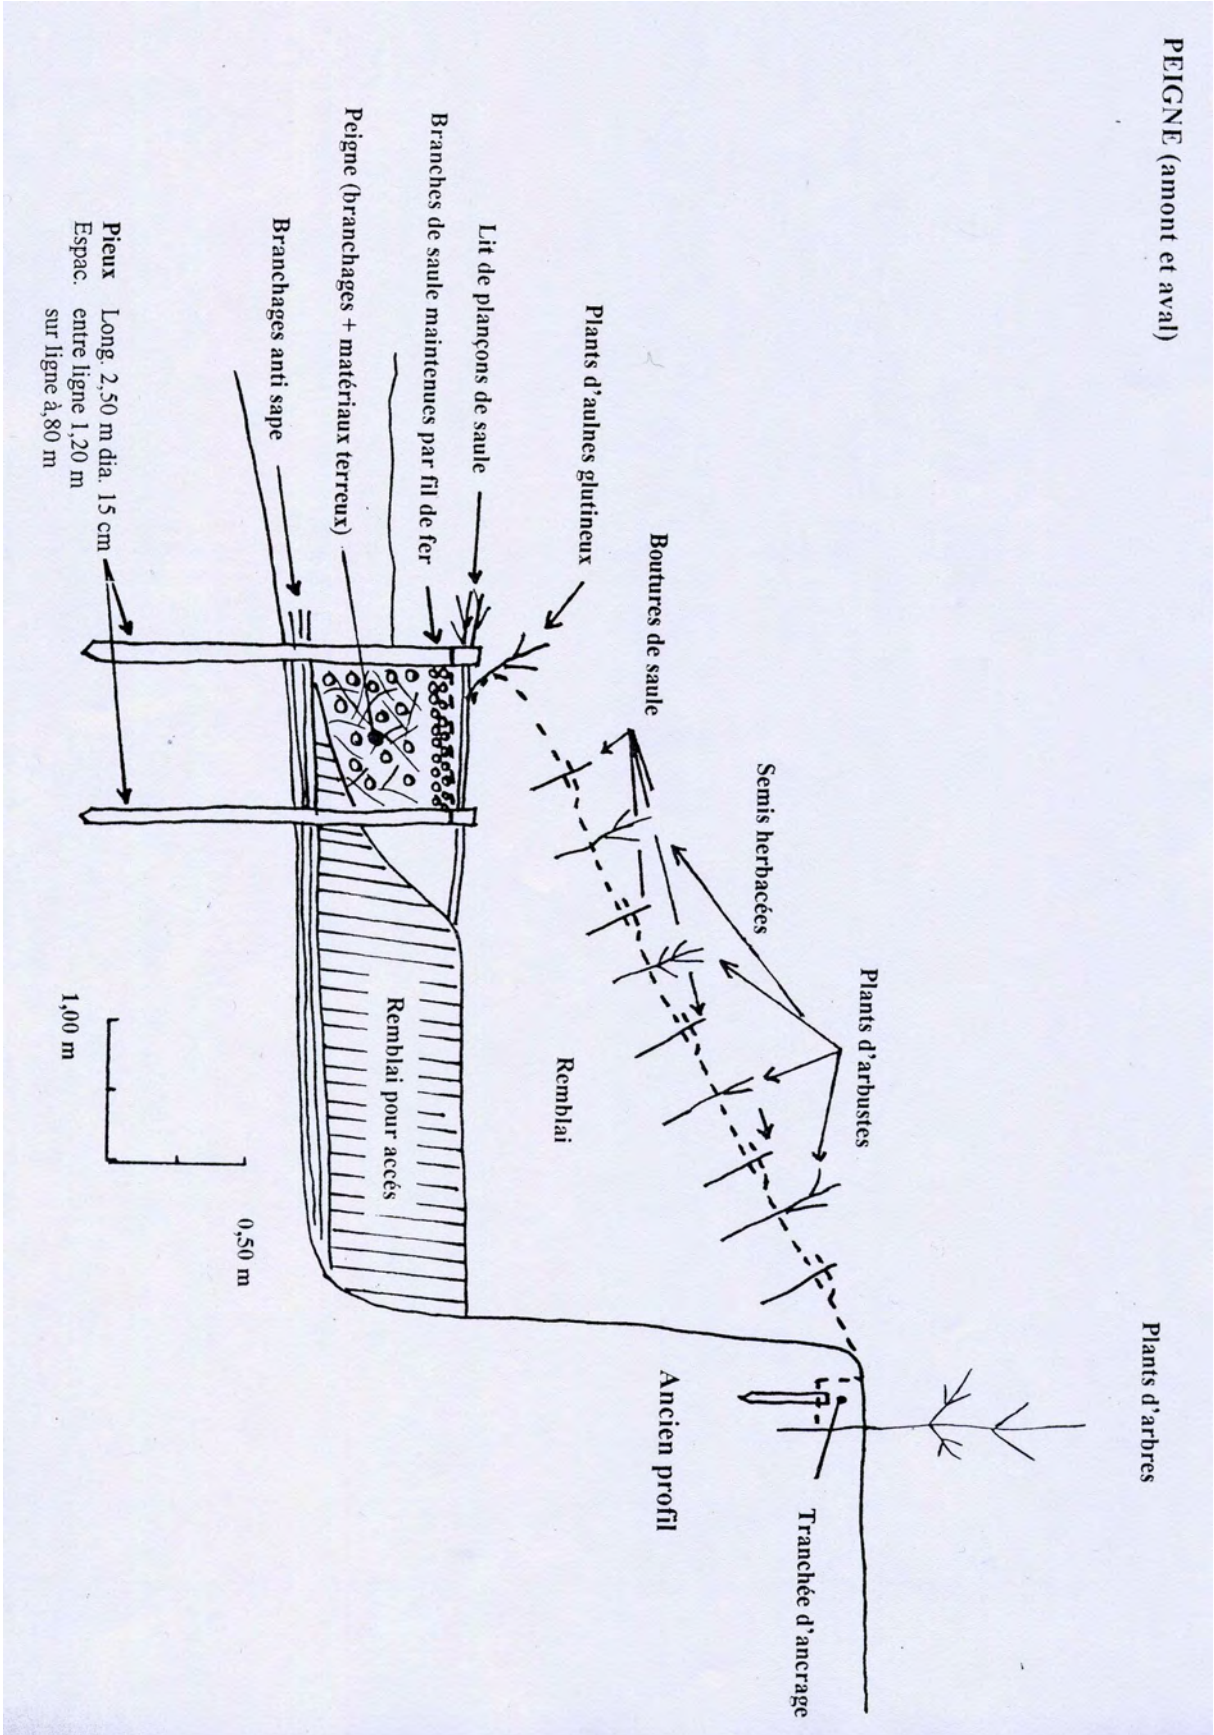 PEIGNE (amont et aval)
Plants d'arbres
Plants d'arbustes
Semis herbacées
Boutures de saule
Plants d'aulnes glutineux
Lit de plançons de saule
Branches de saule maintenues par fil de fer
Peigne (branchages + matériaux terreux)
Branchages anti sape
Pieux Long. 2,50 m dia. 15 cm
Espac. entre ligne 1,20 m
sur ligne à,80 m
Tranchée d'ancrage
Ancien profil
Remblai
Remblai pour accés
0,50 m
1,00 m